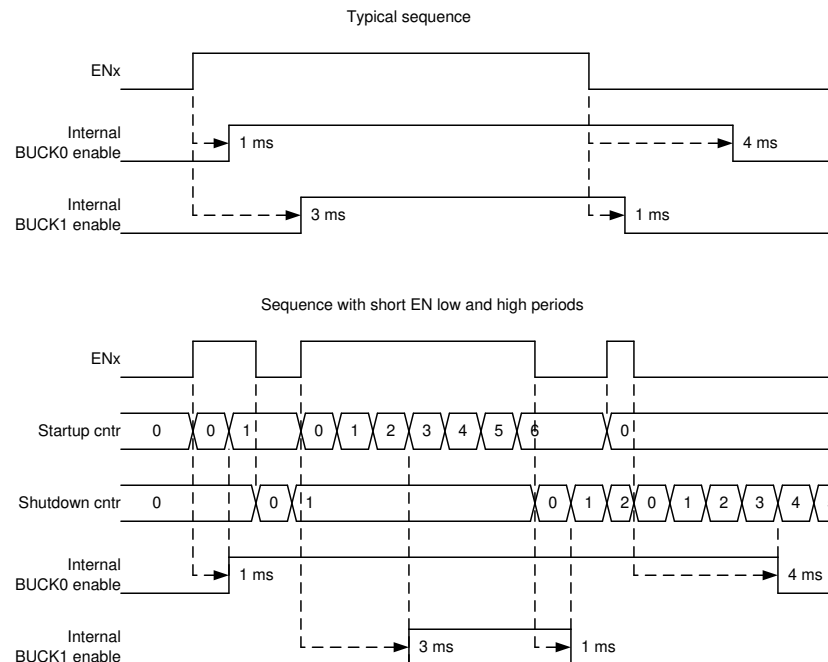 Typical sequence
ENx
Internal
BUCK0 enable
1 ms
4 ms
Internal
BUCK1 enable
3 ms
1 ms
Sequence with short EN low and high periods
ENx
Startup cntr
0 0 1 0 1 2 3 4 5 6 0
Shutdown cntr
0 0 1 0 1 2 0 1 2 3 4
Internal
BUCK0 enable
1 ms
4 ms
Internal
BUCK1 enable
3 ms
1 ms